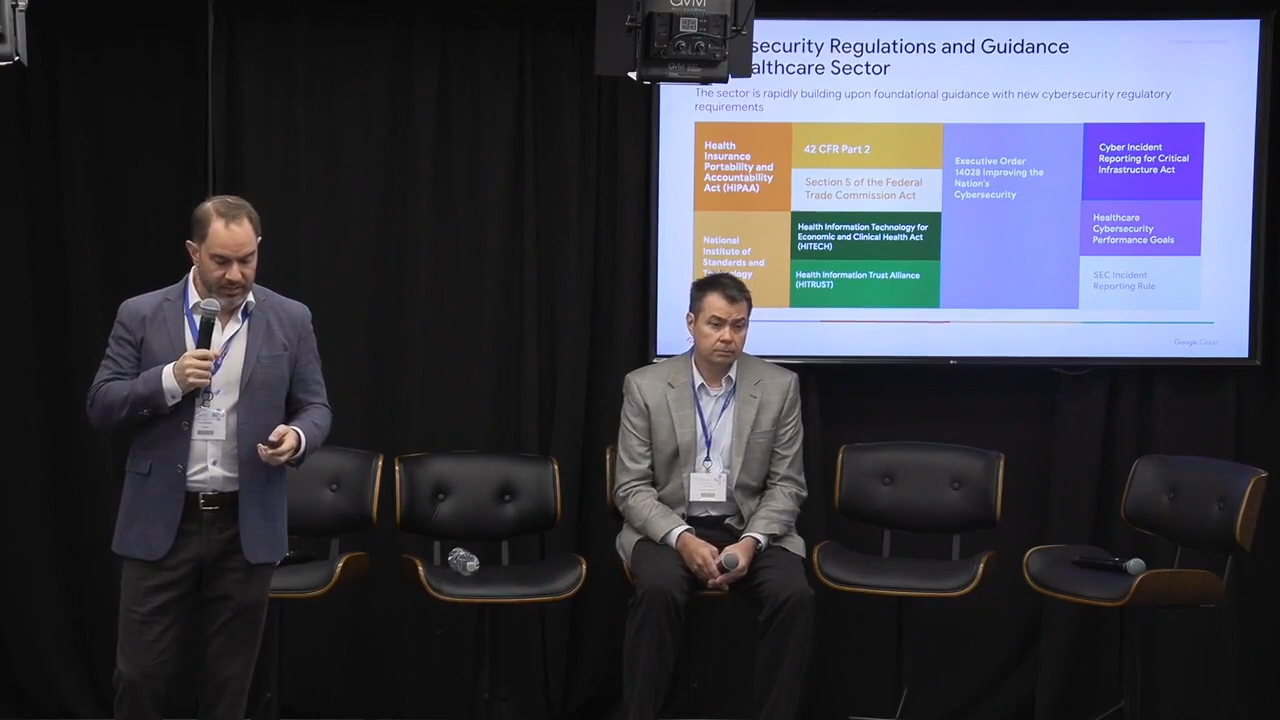 GVM
GVM
security Regulations and Guidance
althcare Sector
The sector is rapidly building upon foundational guidance with new cybersecurity regulatory
requirements
Health
Insurance
Portability and
Accountability
Act (HIPAA)
42 CFR Part 2
Section 5 of the Federal
Trade Commission Act
Executive Order
14028 Improving the
Nation's
Cybersecurity
Cyber Incident
Reporting for Critical
Infrastructure Act
National
Institute of
Standards and
Technology
Health Information Technology for
Economic and Clinical Health Act
(HITECH)
Health Information Trust Alliance
(HITRUST)
Healthcare
Cybersecurity
Performance Goals
SEC Incident
Reporting Rule
Google Cloud
LG